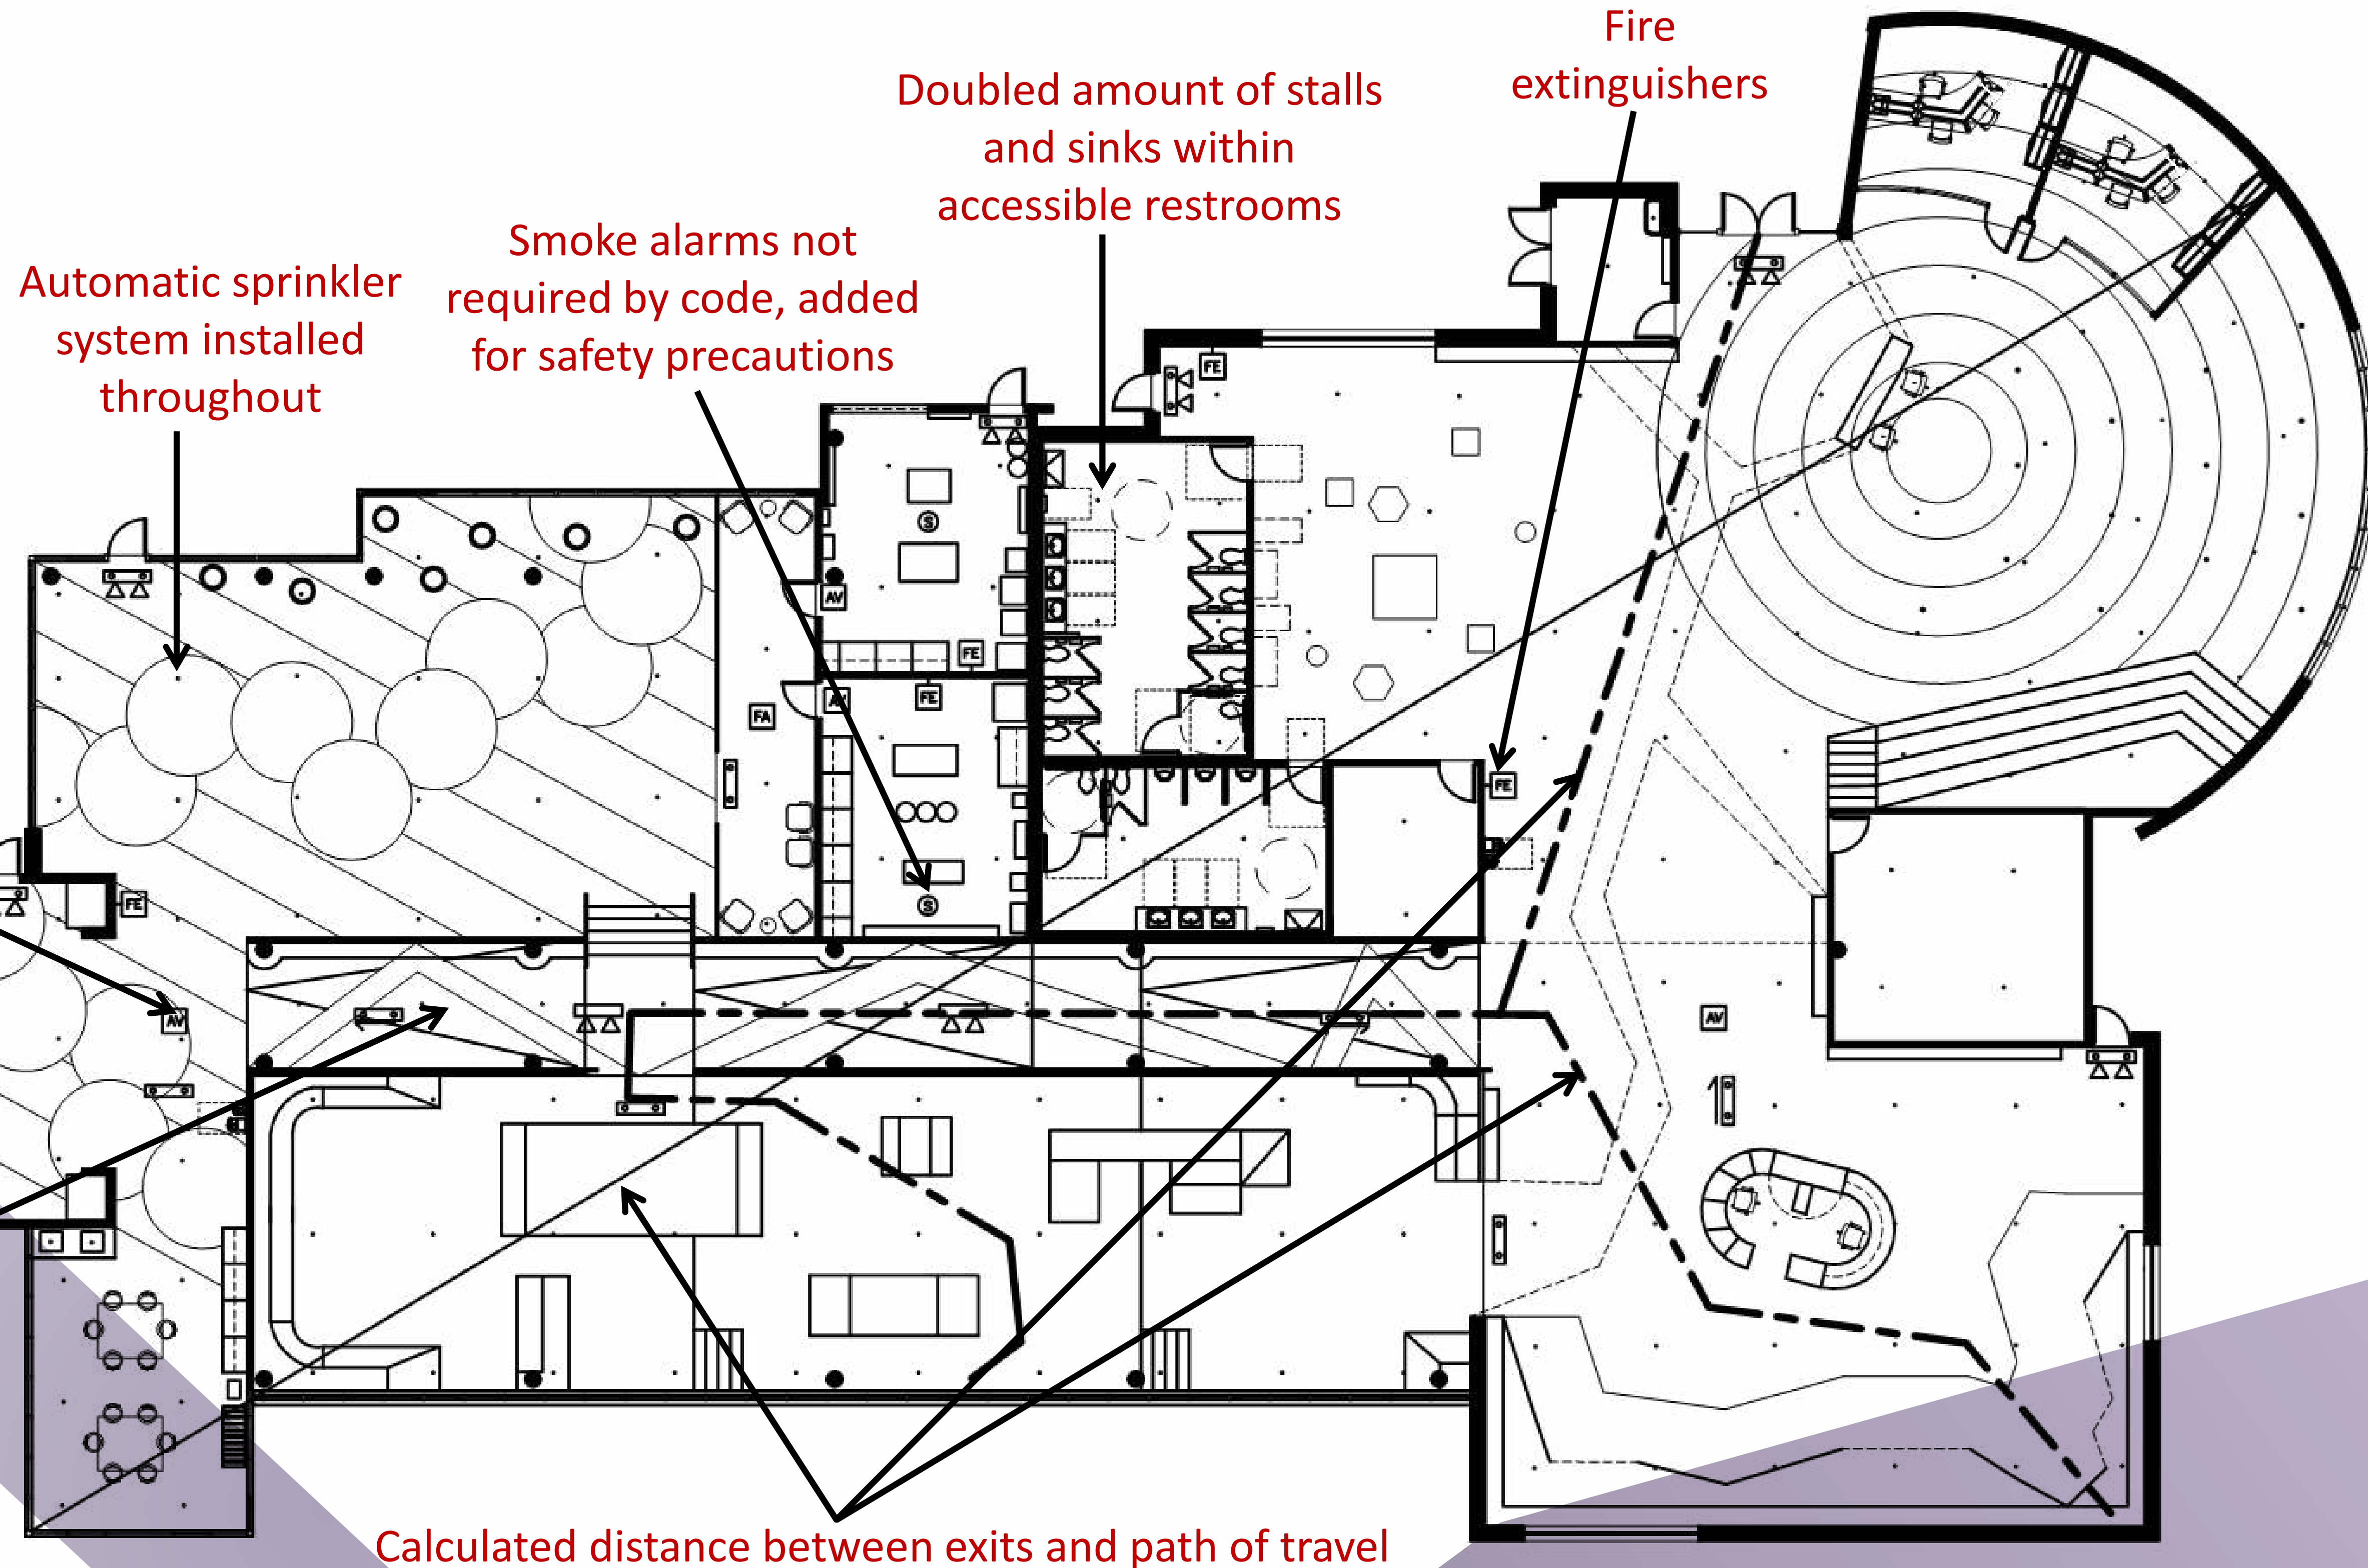 Fire
extinguishers
Doubled amount of stalls
and sinks within
accessible restrooms
Smoke alarms not
required by code, added
for safety precautions
Automatic sprinkler
system installed
throughout
FE
S
AV
FE
FA
AV
FE
FE
FE
S
AV
AV
Calculated distance between exits and path of travel